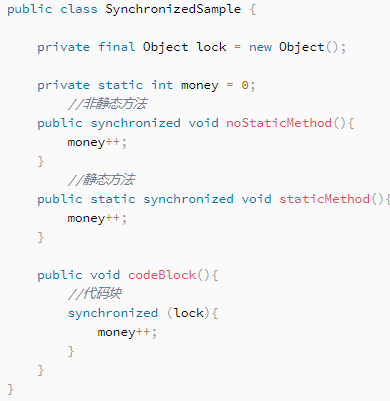 public class SynchronizedSample {
private final Object lock = new Object();
private static int money = 0;
//非静态方法
public synchronized void noStaticMethod(){
money++;
}
//静态方法
public static synchronized void staticMethod(){
money++;
}
public void codeBlock(){
//代码块
synchronized (lock){
money++;
}
}
}